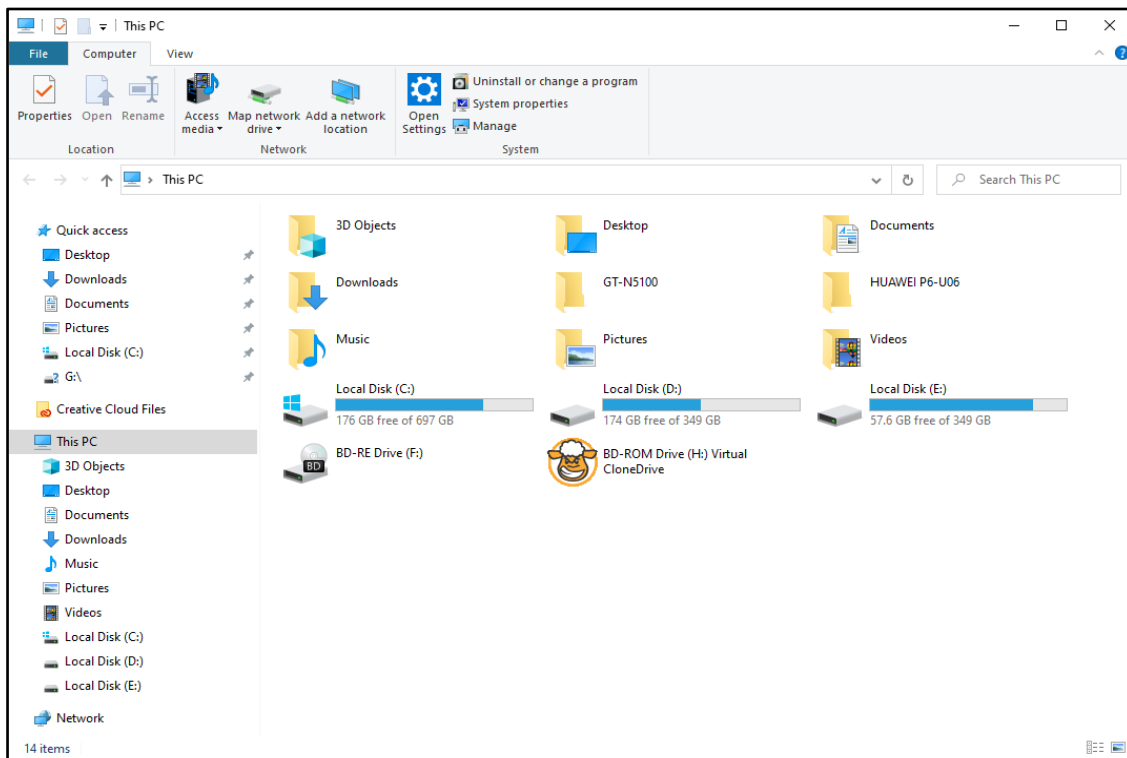 This PC
File Computer View
Properties Open Rename Access media Map network drive Add a network location Open Settings
Uninstall or change a program
System properties
Manage
Location Network System
This PC
Search This PC
Quick access
Desktop
Downloads
Documents
Pictures
Local Disk (C:)
G:\
Creative Cloud Files
This PC
3D Objects
Desktop
Documents
Downloads
Music
Pictures
Videos
Local Disk (C:)
Local Disk (D:)
Local Disk (E:)
Network
3D Objects
Desktop
Documents
Downloads
GT-N5100
HUAWEI P6-U06
Music
Pictures
Videos
Local Disk (C:)
176 GB free of 697 GB
Local Disk (D:)
174 GB free of 349 GB
Local Disk (E:)
57.6 GB free of 349 GB
BD-RE Drive (F:)
BD
BD-ROM Drive (H:) Virtual
CloneDrive
14 items